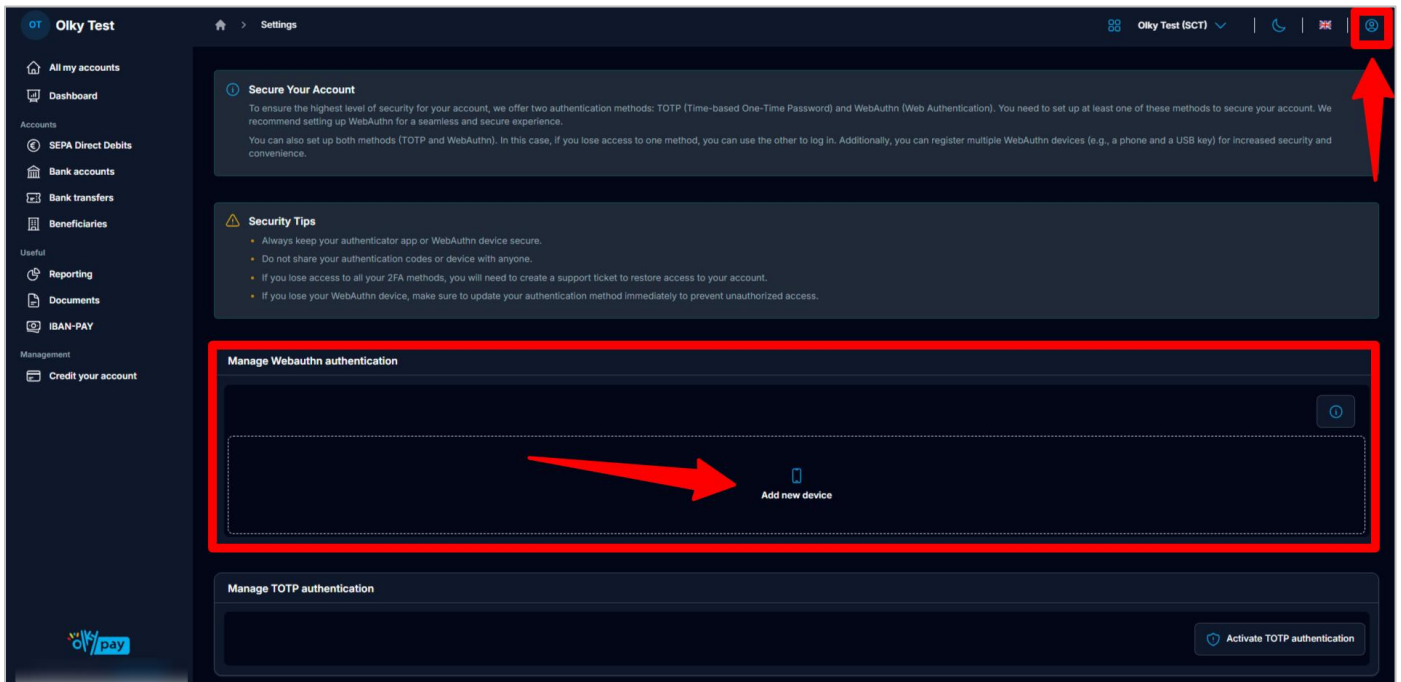 OT Olky Test
Settings
Olky Test (SCT)
All my accounts
Dashboard
Accounts
SEPA Direct Debits
Bank accounts
Bank transfers
Beneficiaries
Useful
Reporting
Documents
IBAN-PAY
Management
Credit your account
olky pay
Secure Your Account
To ensure the highest level of security for your account, we offer two authentication methods: TOTP (Time-based One-Time Password) and WebAuthn (Web Authentication). You need to set up at least one of these methods to secure your account. We
recommend setting up WebAuthn for a seamless and secure experience.
You can also set up both methods (TOTP and WebAuthn). In this case, if you lose access to one method, you can use the other to log in. Additionally, you can register multiple WebAuthn devices (e.g., a phone and a USB key) for increased security and
convenience.
Security Tips
• Always keep your authenticator app or WebAuthn device secure.
• Do not share your authentication codes or device with anyone.
• If you lose access to all your 2FA methods, you will need to create a support ticket to restore access to your account.
• If you lose your WebAuthn device, make sure to update your authentication method immediately to prevent unauthorized access.
Manage Webauthn authentication
Add new device
Manage TOTP authentication
Activate TOTP authentication